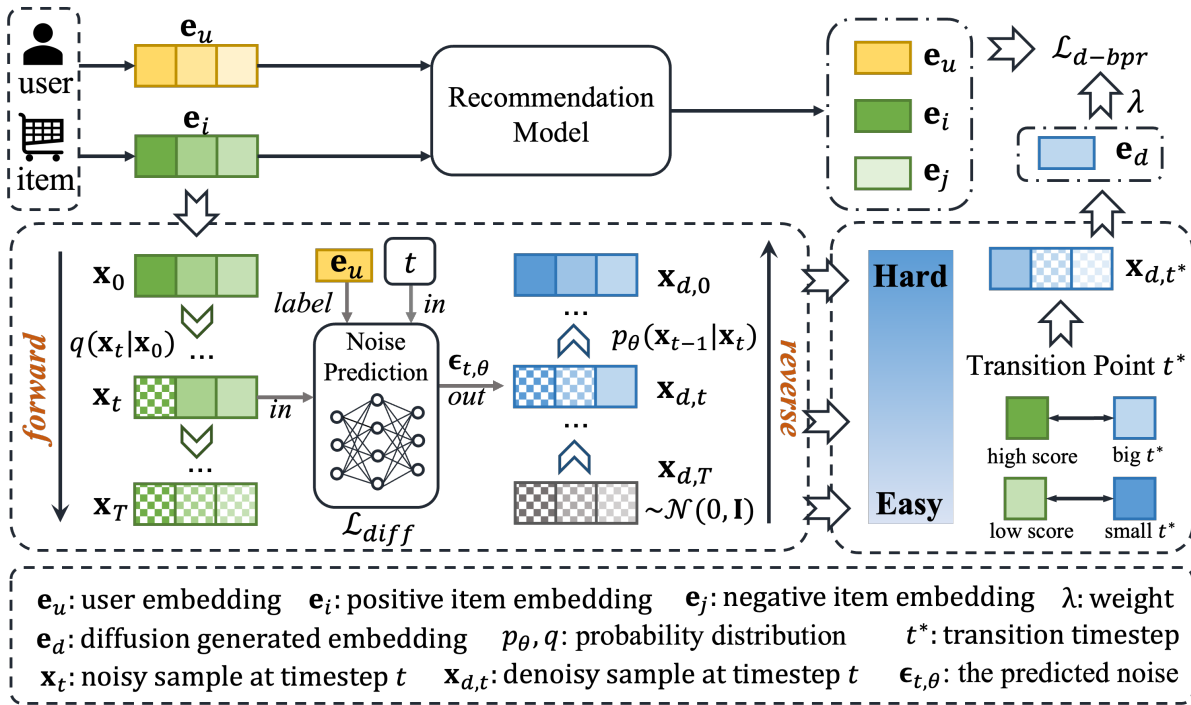 user
item
𝐞_u
𝐞_i
Recommendation
Model
𝐞_u
𝐞_i
𝐞_j
ℒ_{d−bpr}
λ
𝐞_d
forward
𝐱_0
q(𝐱_t|𝐱_0)
...
𝐱_t
...
𝐱_T
𝐞_u
t
label
in
Noise
Prediction
in
ϵ_{t,θ}
out
ℒ_{diff}
𝐱_{d,0}
...
p_θ(𝐱_{t−1}|𝐱_t)
𝐱_{d,t}
...
𝐱_{d,T}
~𝒩(0, 𝐈)
reverse
Hard
Easy
𝐱_{d,t*}
Transition Point t*
high score
big t*
low score
small t*
𝐞_u: user embedding 𝐞_i: positive item embedding 𝐞_j: negative item embedding λ: weight
𝐞_d: diffusion generated embedding p_θ, q: probability distribution t*: transition timestep
𝐱_t: noisy sample at timestep t 𝐱_{d,t}: denoisy sample at timestep t ϵ_{t,θ}: the predicted noise